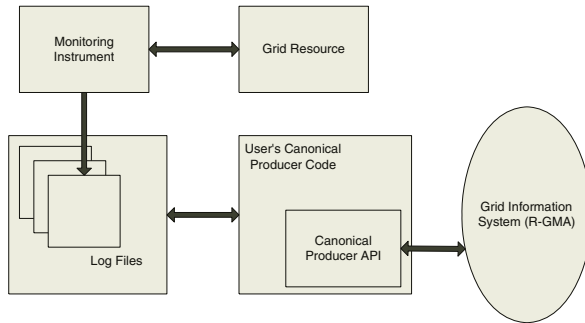 Monitoring
Instrument
Grid Resource
User's Canonical
Producer Code
Log Files
Canonical
Producer API
Grid Information
System (R-GMA)